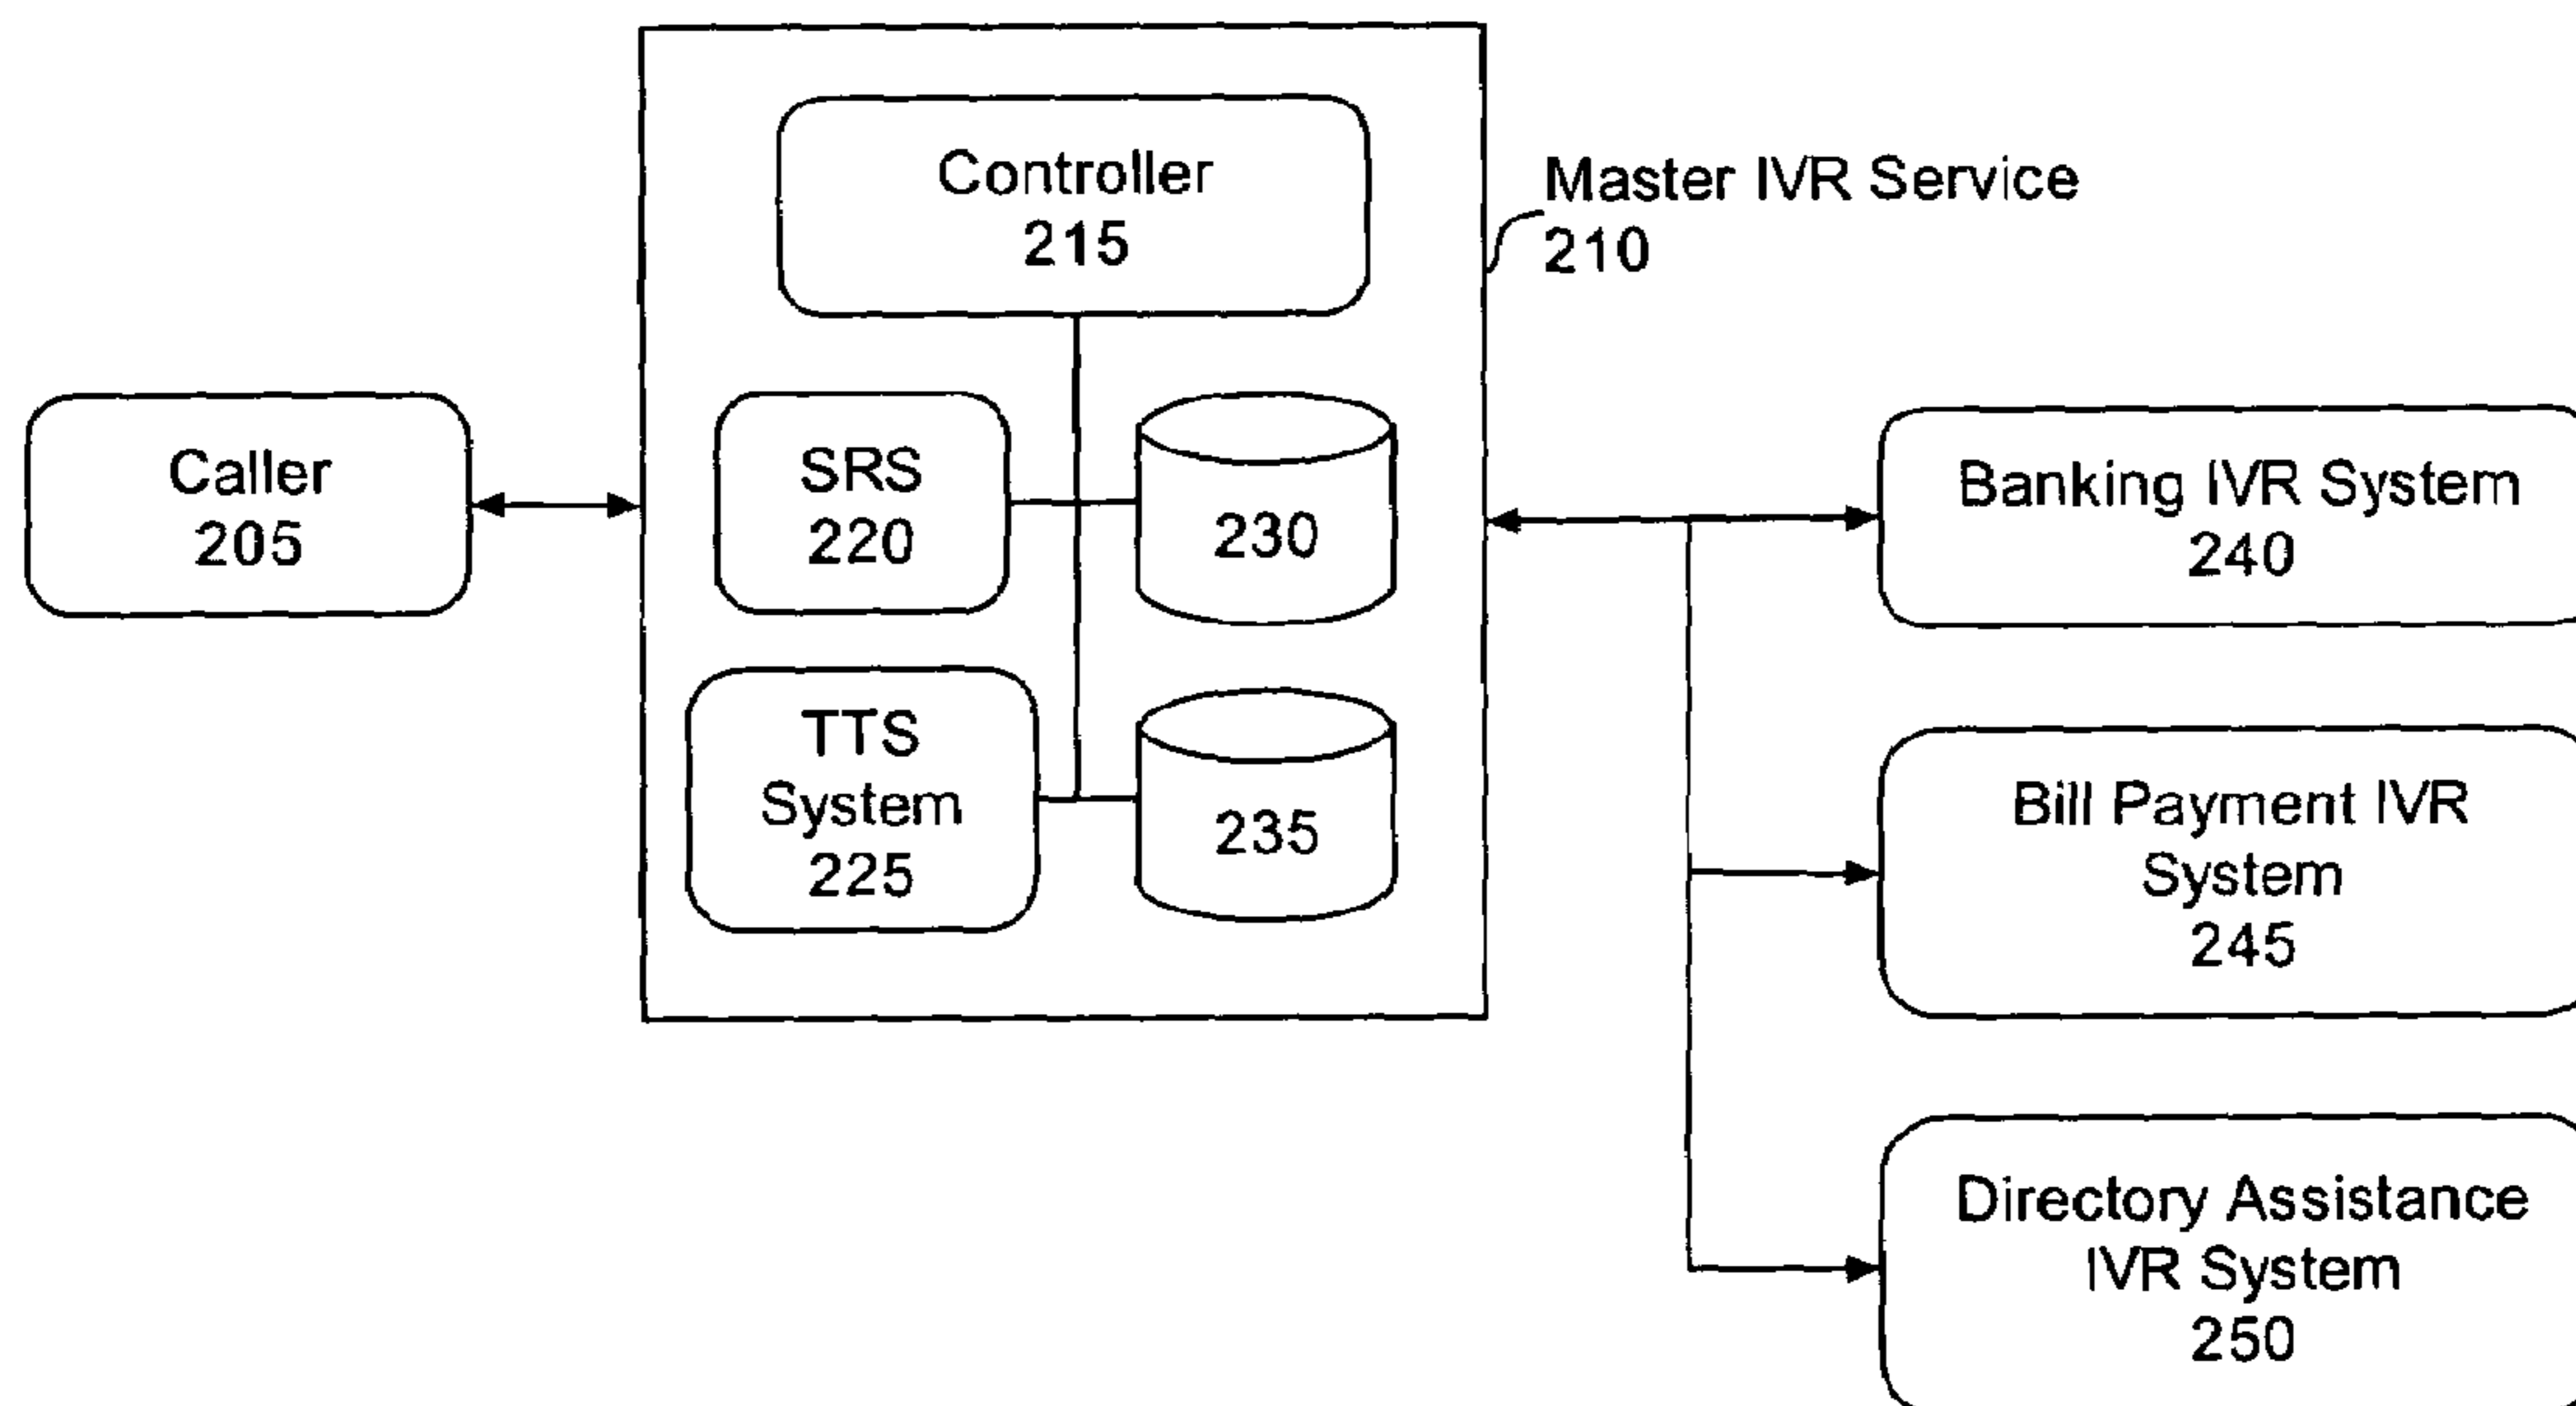 Controller
215
Master IVR Service
210
Caller
205
SRS
220
230
TTS
System
225
235
Banking IVR System
240
Bill Payment IVR
System
245
Directory Assistance
IVR System
250